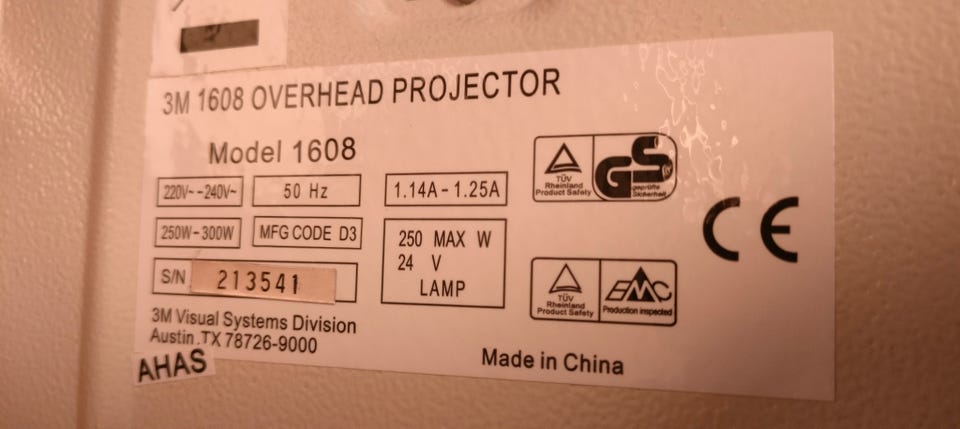 3M 1608 OVERHEAD PROJECTOR
Model 1608
220V~-240V~ 50 Hz 1.14A-1.25A
250W-300W MFG CODE D3
250 MAX W
24 V
LAMP
S/N 213541
3M Visual Systems Division
Austin ,TX 78726-9000
AHAS
TÜV
Rheinland
Product Safety
GS
geprüfte
Sicherheit
CE
TÜV
Rheinland
Product Safety
EMC
Production inspected
Made in China